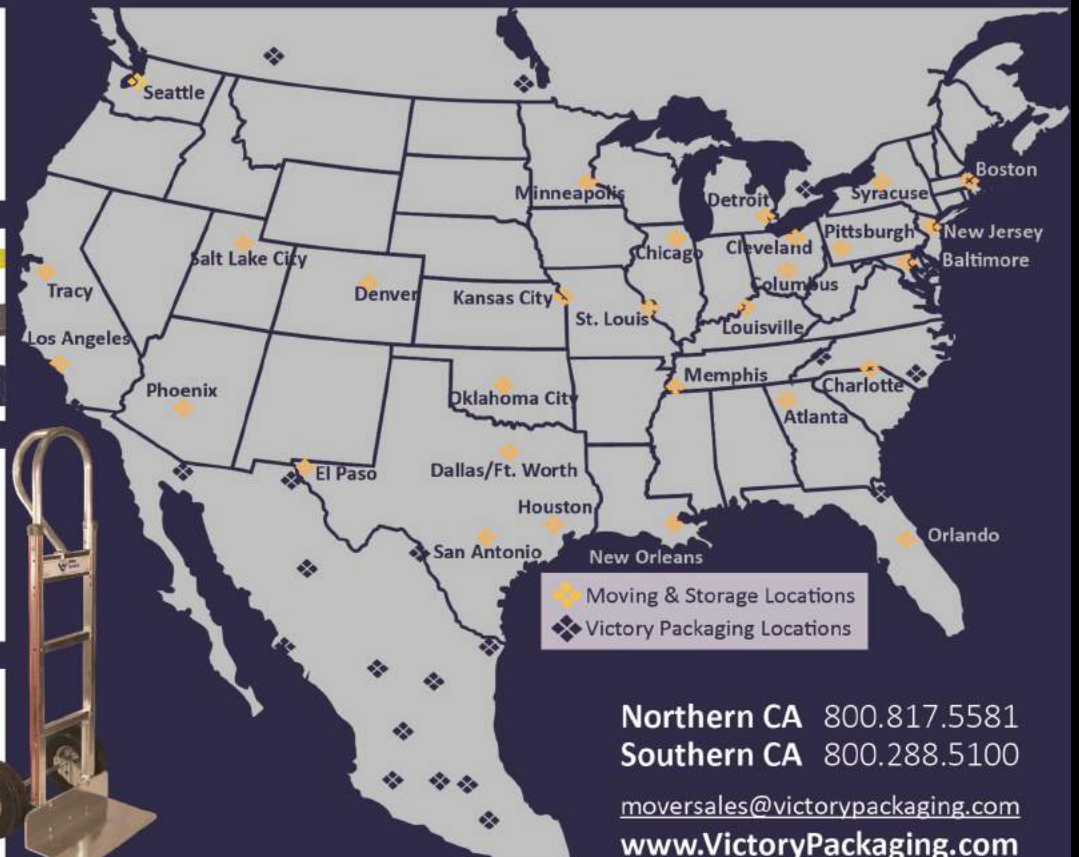 Seattle
Minneapolis
Detroit
Syracuse
Boston
Salt Lake City
Chicago
Cleveland
Pittsburgh
New Jersey
Baltimore
Tracy
Denver
Kansas City
Columbus
St. Louis
Louisville
Los Angeles
Phoenix
Oklahoma City
Memphis
Charlotte
Atlanta
El Paso
Dallas/Ft. Worth
Houston
San Antonio
New Orleans
Orlando
Moving & Storage Locations
Victory Packaging Locations
Northern CA 800.817.5581
Southern CA 800.288.5100
moversales@victorypackaging.com
www.VictoryPackaging.com